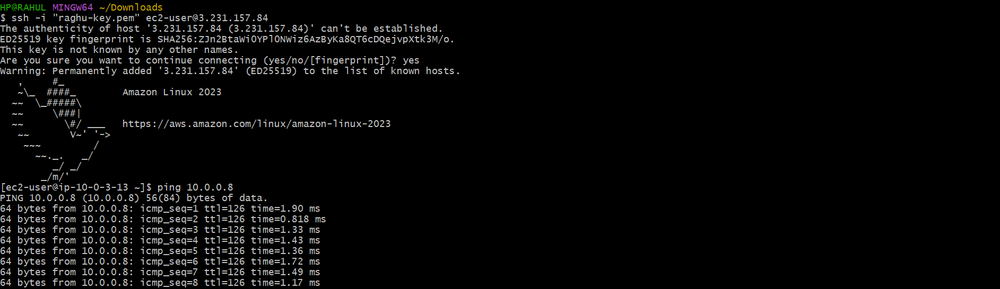 HP@RAHUL MINGW64 ~/Downloads
$ ssh -i "raghu-key.pem" ec2-user@3.231.157.84
The authenticity of host '3.231.157.84 (3.231.157.84)' can't be established.
ED25519 key fingerprint is SHA256:ZJn2BtaWi0YPl0NWiz6AzByKa8QT6cDQejvpXtk3M/o.
This key is not known by any other names.
Are you sure you want to continue connecting (yes/no/[fingerprint])? yes
Warning: Permanently added '3.231.157.84' (ED25519) to the list of known hosts.
   ,     #_
   ~\_  ####_        Amazon Linux 2023
  ~~  \_#####\
  ~~     \###|
  ~~       \#/ ___   https://aws.amazon.com/linux/amazon-linux-2023
   ~~       V~' '->
    ~~~         /
      ~~._.   _/
         _/ _/
       _/m/'
[ec2-user@ip-10-0-3-13 ~]$ ping 10.0.0.8
PING 10.0.0.8 (10.0.0.8) 56(84) bytes of data.
64 bytes from 10.0.0.8: icmp_seq=1 ttl=126 time=1.90 ms
64 bytes from 10.0.0.8: icmp_seq=2 ttl=126 time=0.818 ms
64 bytes from 10.0.0.8: icmp_seq=3 ttl=126 time=1.33 ms
64 bytes from 10.0.0.8: icmp_seq=4 ttl=126 time=1.43 ms
64 bytes from 10.0.0.8: icmp_seq=5 ttl=126 time=1.36 ms
64 bytes from 10.0.0.8: icmp_seq=6 ttl=126 time=1.72 ms
64 bytes from 10.0.0.8: icmp_seq=7 ttl=126 time=1.49 ms
64 bytes from 10.0.0.8: icmp_seq=8 ttl=126 time=1.17 ms